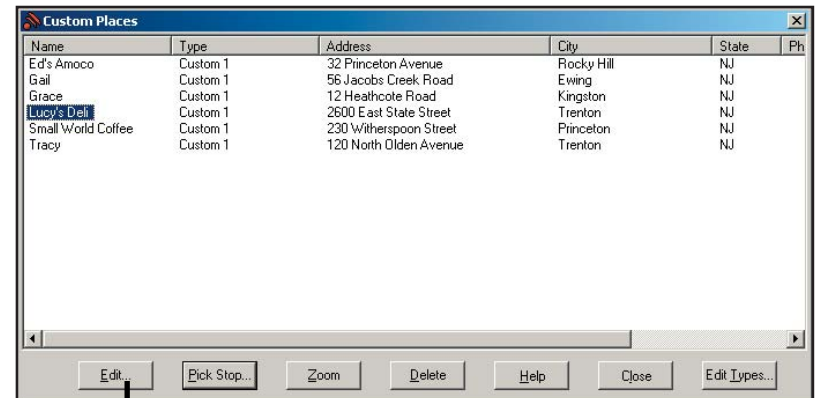 Custom Places
Name Type Address City State Ph
Ed's Amoco Custom 1 32 Princeton Avenue Rocky Hill NJ
Gail Custom 1 56 Jacobs Creek Road Ewing NJ
Grace Custom 1 12 Heathcote Road Kingston NJ
Lucy's Deli Custom 1 2600 East State Street Trenton NJ
Small World Coffee Custom 1 230 Witherspoon Street Princeton NJ
Tracy Custom 1 120 North Olden Avenue Trenton NJ
Edit... Pick Stop... Zoom Delete Help Close Edit Types...